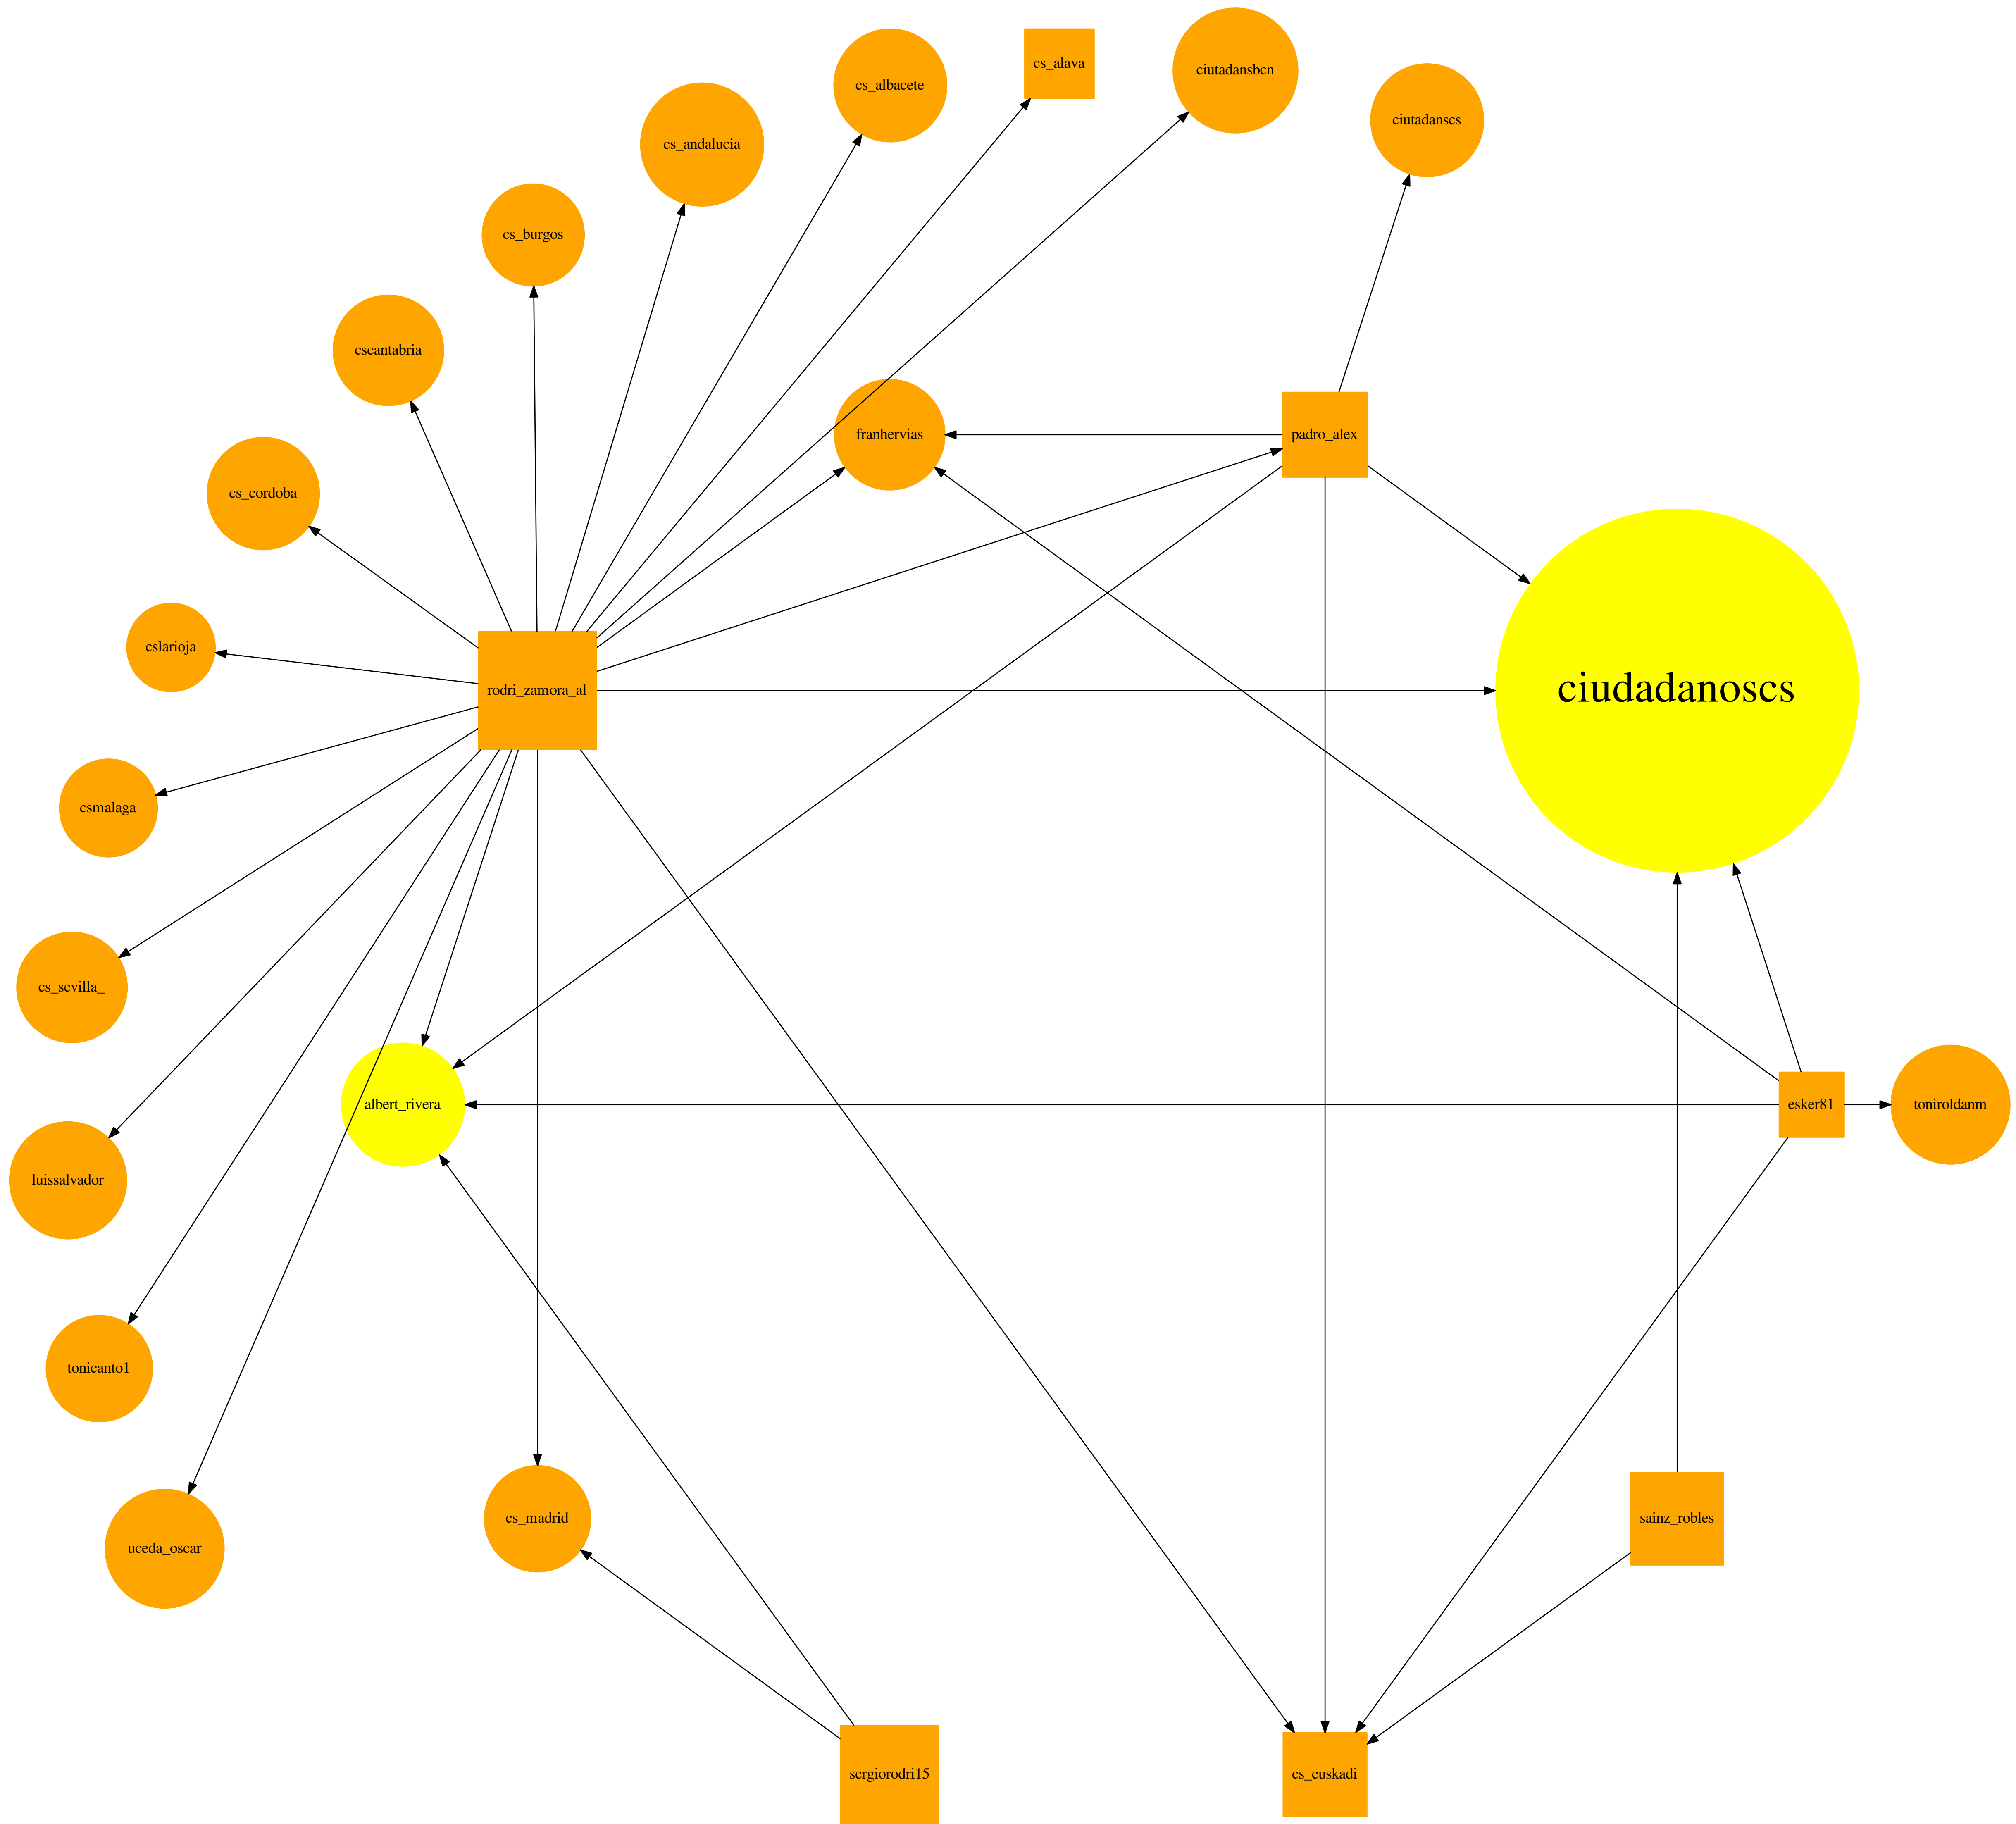 cs_alava
ciutadansbcn
cs_albacete
ciutadanscs
cs_andalucia
cs_burgos
cscantabria
franhervias
padro_alex
cs_cordoba
cslarioja
rodri_zamora_al
ciudadanoscs
csmalaga
cs_sevilla_
albert_rivera
esker81
toniroldanm
luissalvador
tonicanto1
cs_madrid
sainz_robles
uceda_oscar
sergiorodri15
cs_euskadi